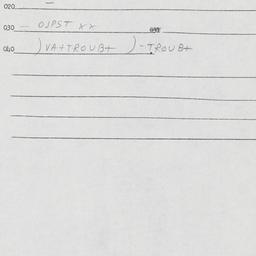 020 —
030 — OJPST XX
040 ) VA+TROUB+ ) - TROUB+